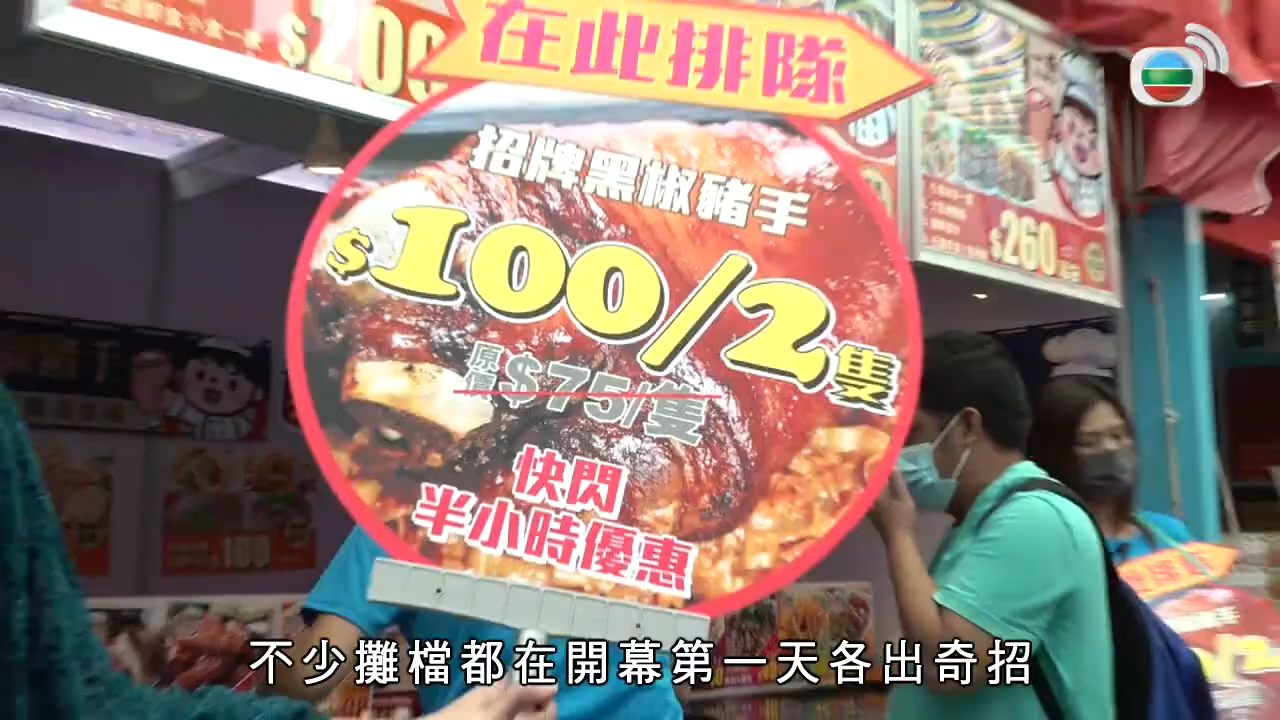 $200
在此排隊
招牌黑椒豬手
$100/2隻
原價$75/隻
快閃
半小時優惠
$260
100
不少攤檔都在開幕第一天各出奇招